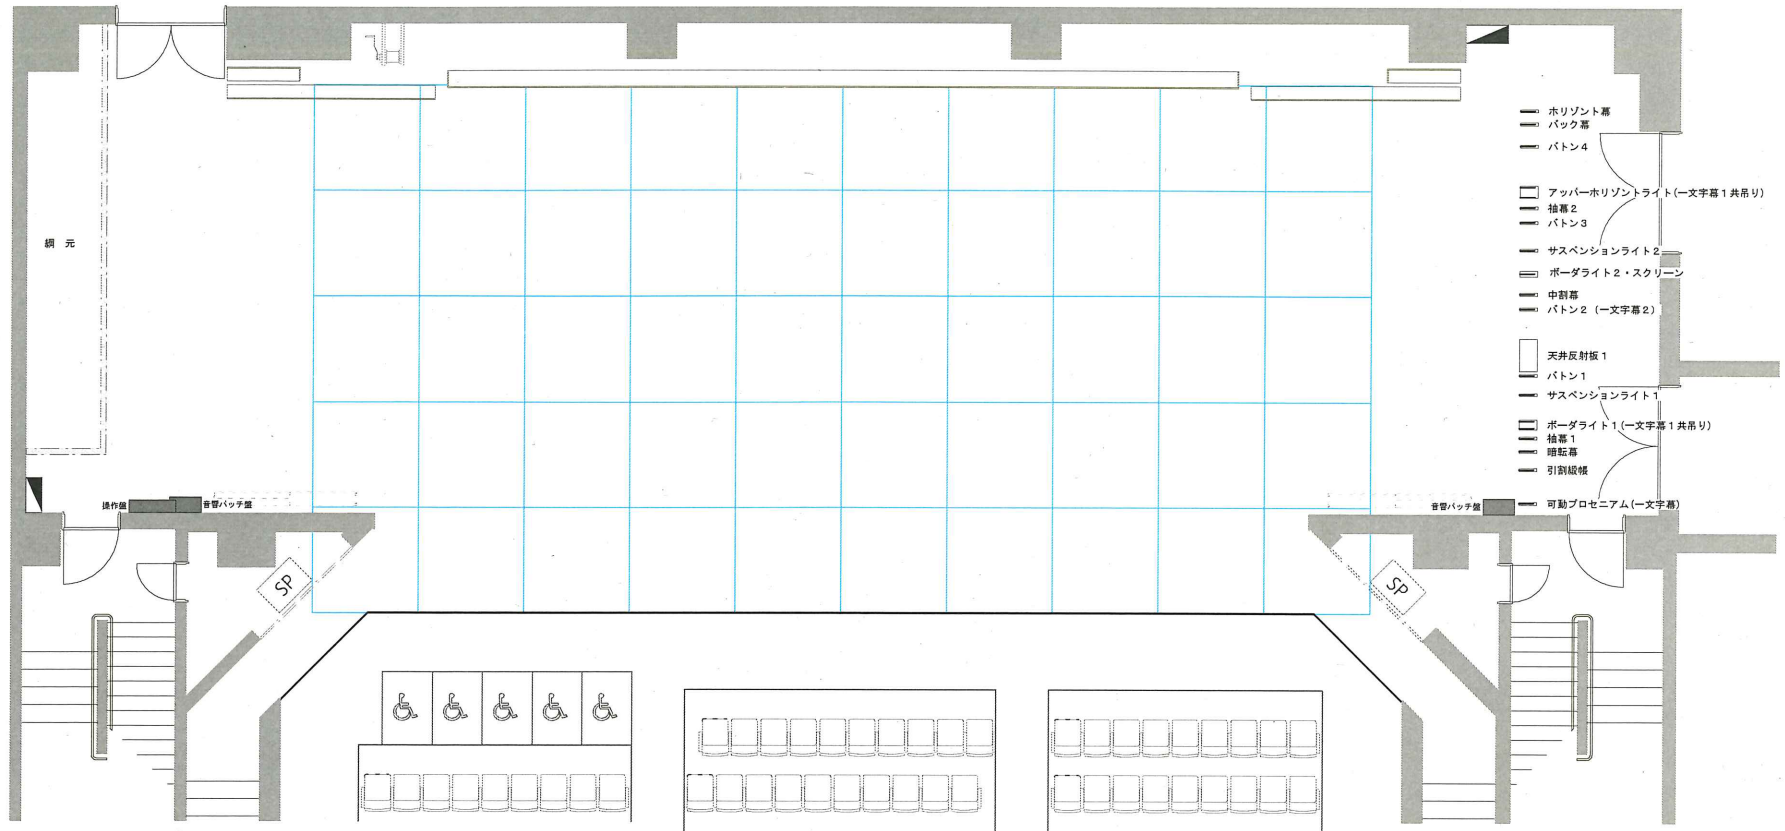 ホリゾント幕
バック幕
バトン4
アッパーホリゾントライト(一文字幕1共吊り)
袖幕2
バトン3
綱 元
サスペンションライト2
ボーダライト2・スクリーン
中割幕
バトン2 (一文字幕2)
天井反射板1
バトン1
サスペンションライト1
ボーダライト1(一文字幕1共吊り)
袖幕1
暗転幕
引割緞帳
操作盤
音響パッチ盤
音響パッチ盤
可動プロセニアム(一文字幕)
SP
SP